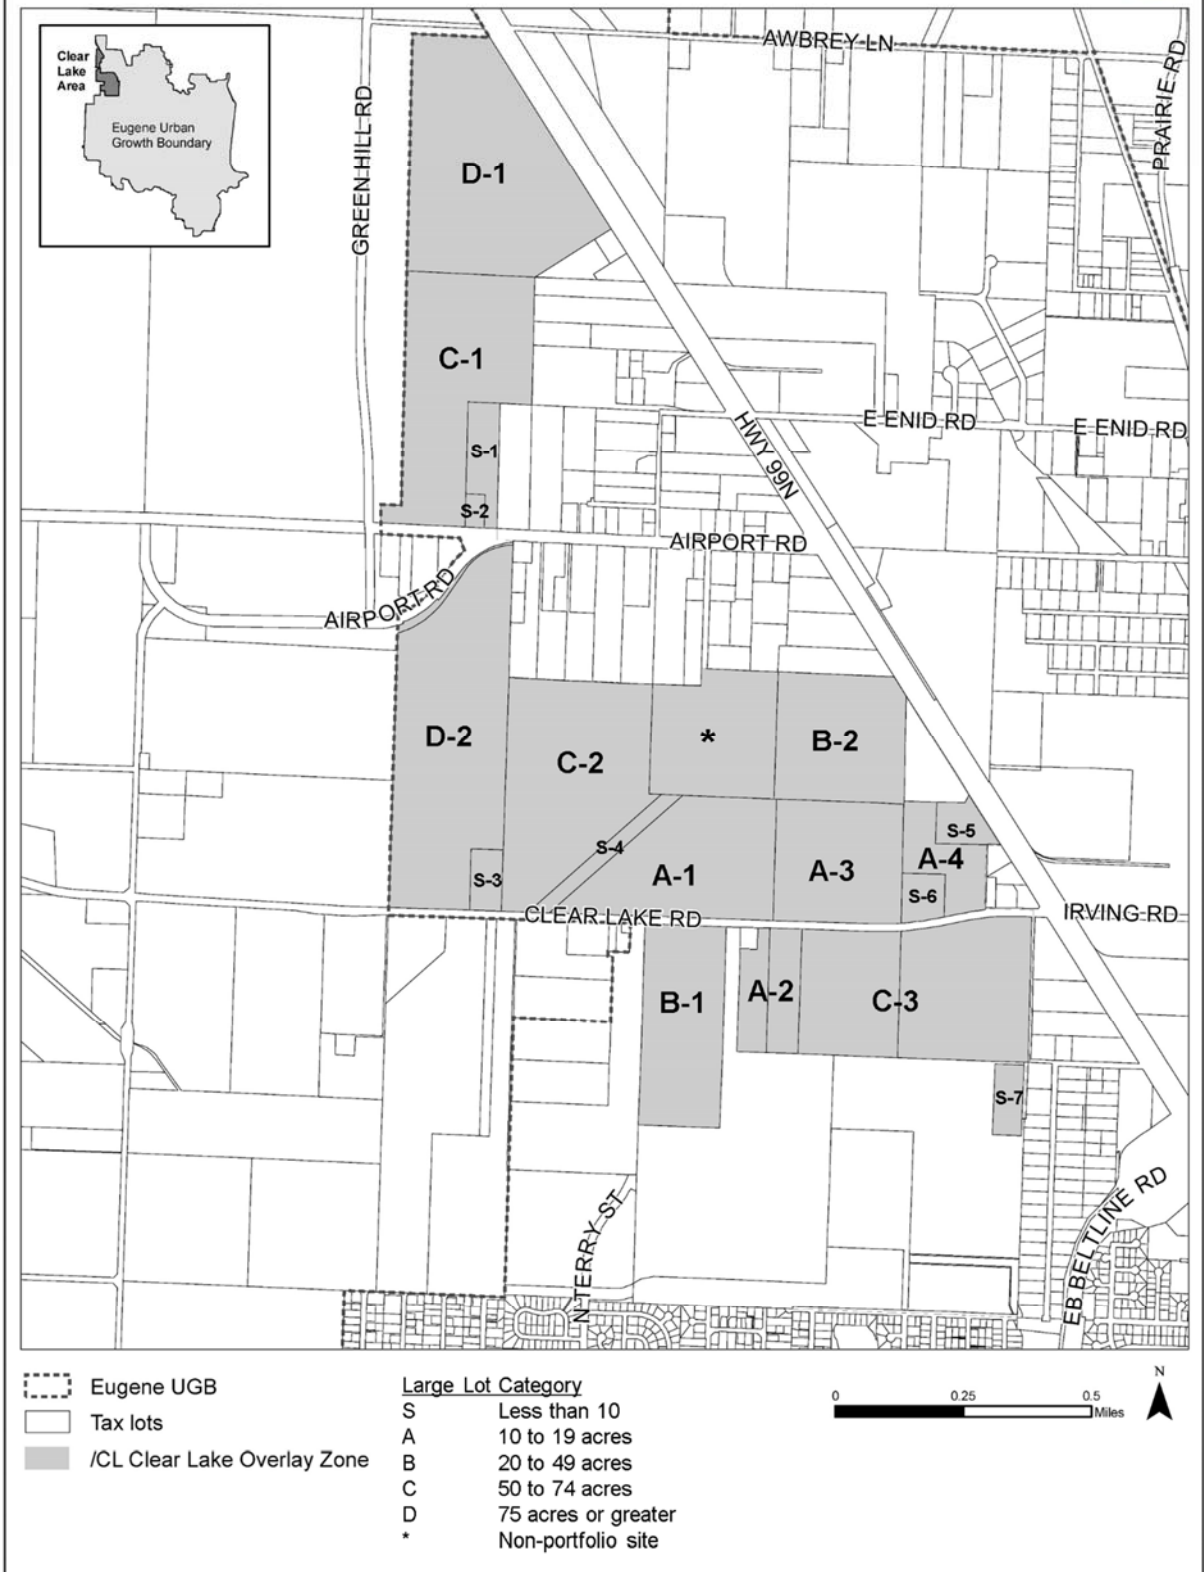 Clear
Lake
Area
Eugene Urban
Growth Boundary
GREEN HILL RD
AWBREY LN
PRAIRIE RD
D-1
C-1
S-1
S-2
HWY 99N
E ENID RD
E ENID RD
AIRPORT RD
AIRPORT RD
D-2
C-2
*
B-2
S-3
S-4
A-1
A-3
A-4
S-5
S-6
CLEAR LAKE RD
IRVING RD
B-1
A-2
C-3
S-7
N TERRY ST
EB BELTLINE RD
Eugene UGB
Tax lots
/CL Clear Lake Overlay Zone
Large Lot Category
S Less than 10
A 10 to 19 acres
B 20 to 49 acres
C 50 to 74 acres
D 75 acres or greater
* Non-portfolio site
0 0.25 0.5
Miles
N